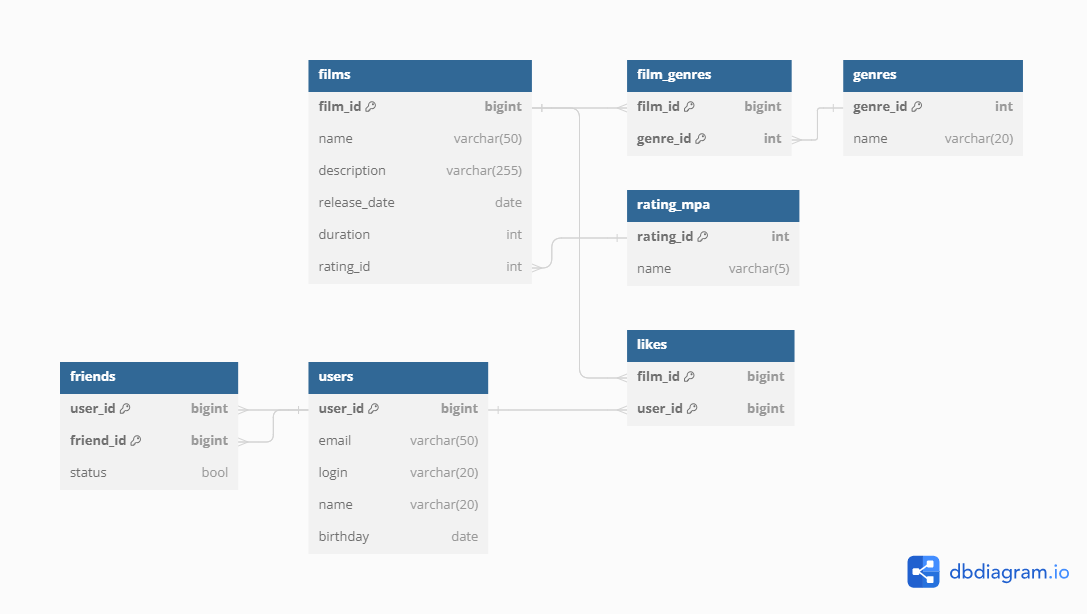 films
film_id bigint
name varchar(50)
description varchar(255)
release_date date
duration int
rating_id int
film_genres
film_id bigint
genre_id int
genres
genre_id int
name varchar(20)
rating_mpa
rating_id int
name varchar(5)
likes
film_id bigint
user_id bigint
friends
user_id bigint
friend_id bigint
status bool
users
user_id bigint
email varchar(50)
login varchar(20)
name varchar(20)
birthday date
dbdiagram.io